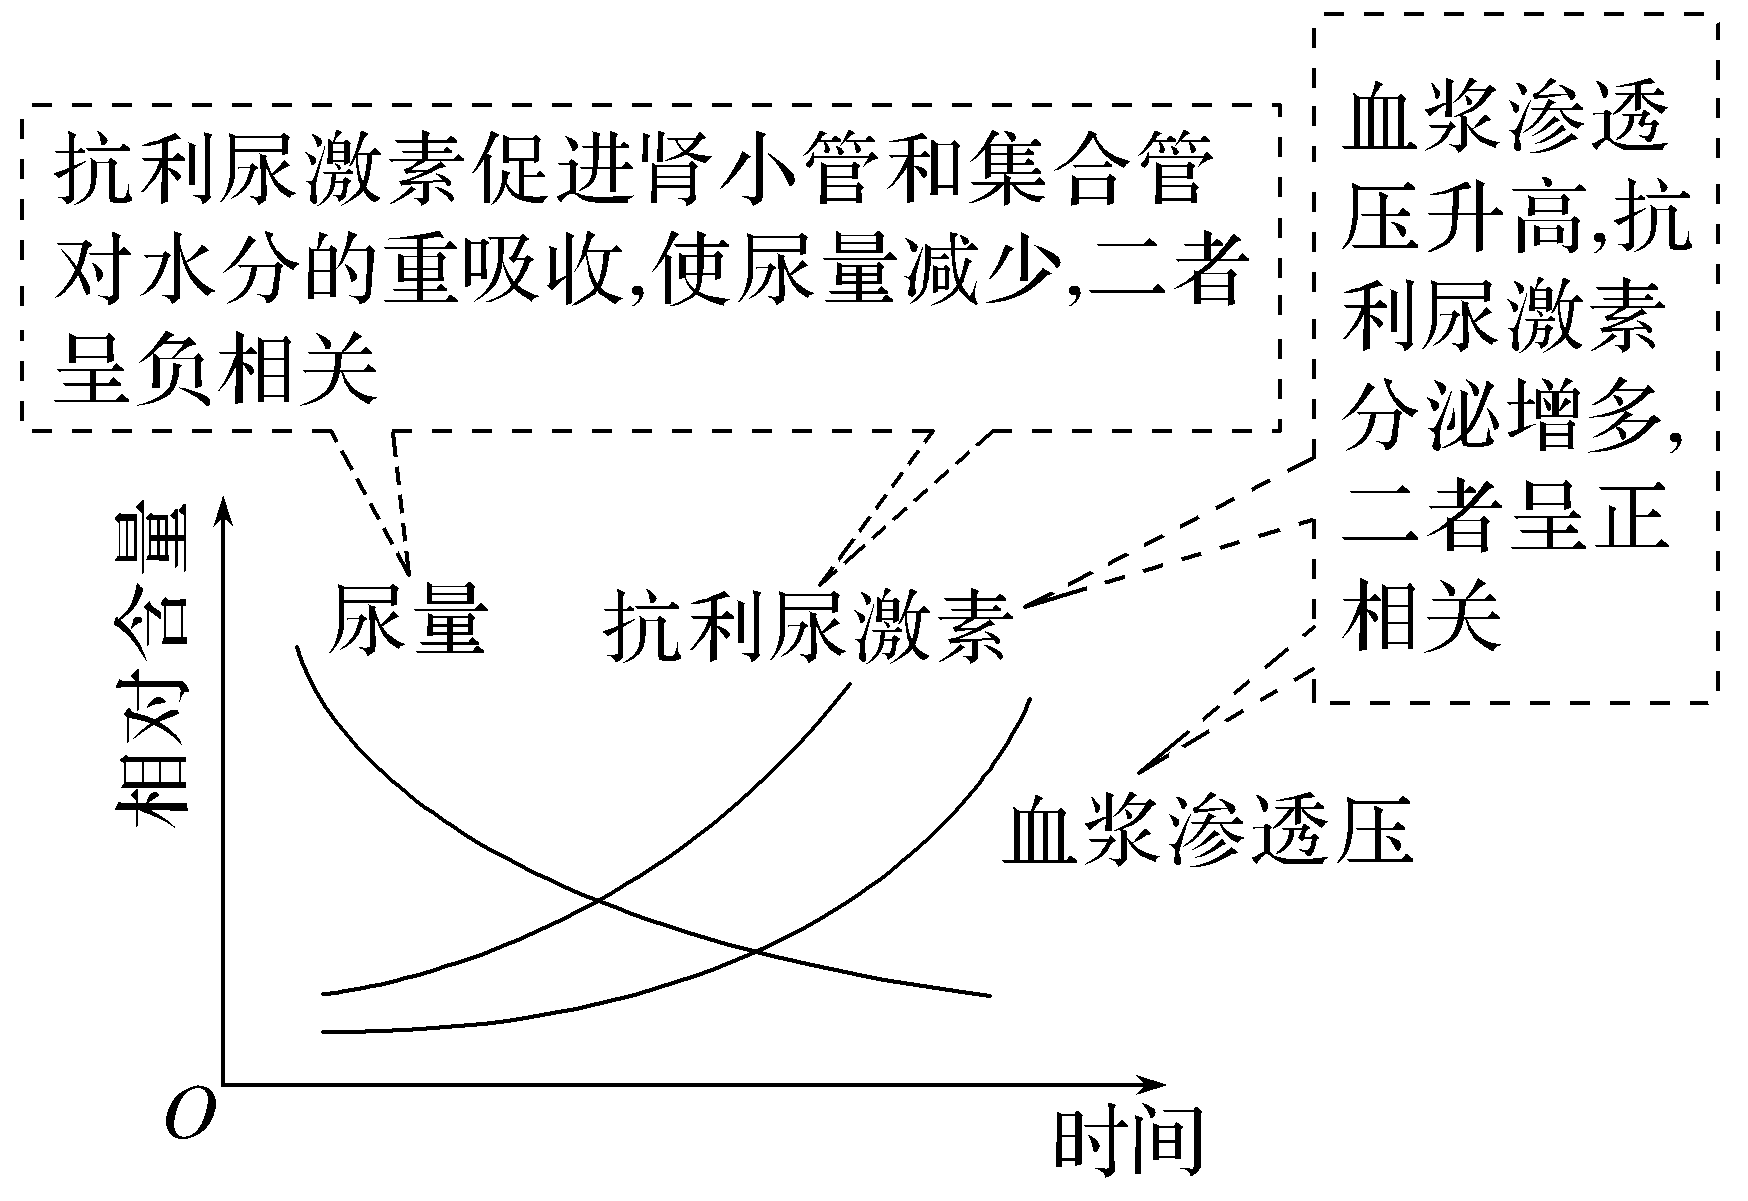 抗利尿激素促进肾小管和集合管
对水分的重吸收,使尿量减少,二者
呈负相关
血浆渗透
压升高,抗
利尿激素
分泌增多,
二者呈正
相关
相对含量
尿量
抗利尿激素
血浆渗透压
O
时间